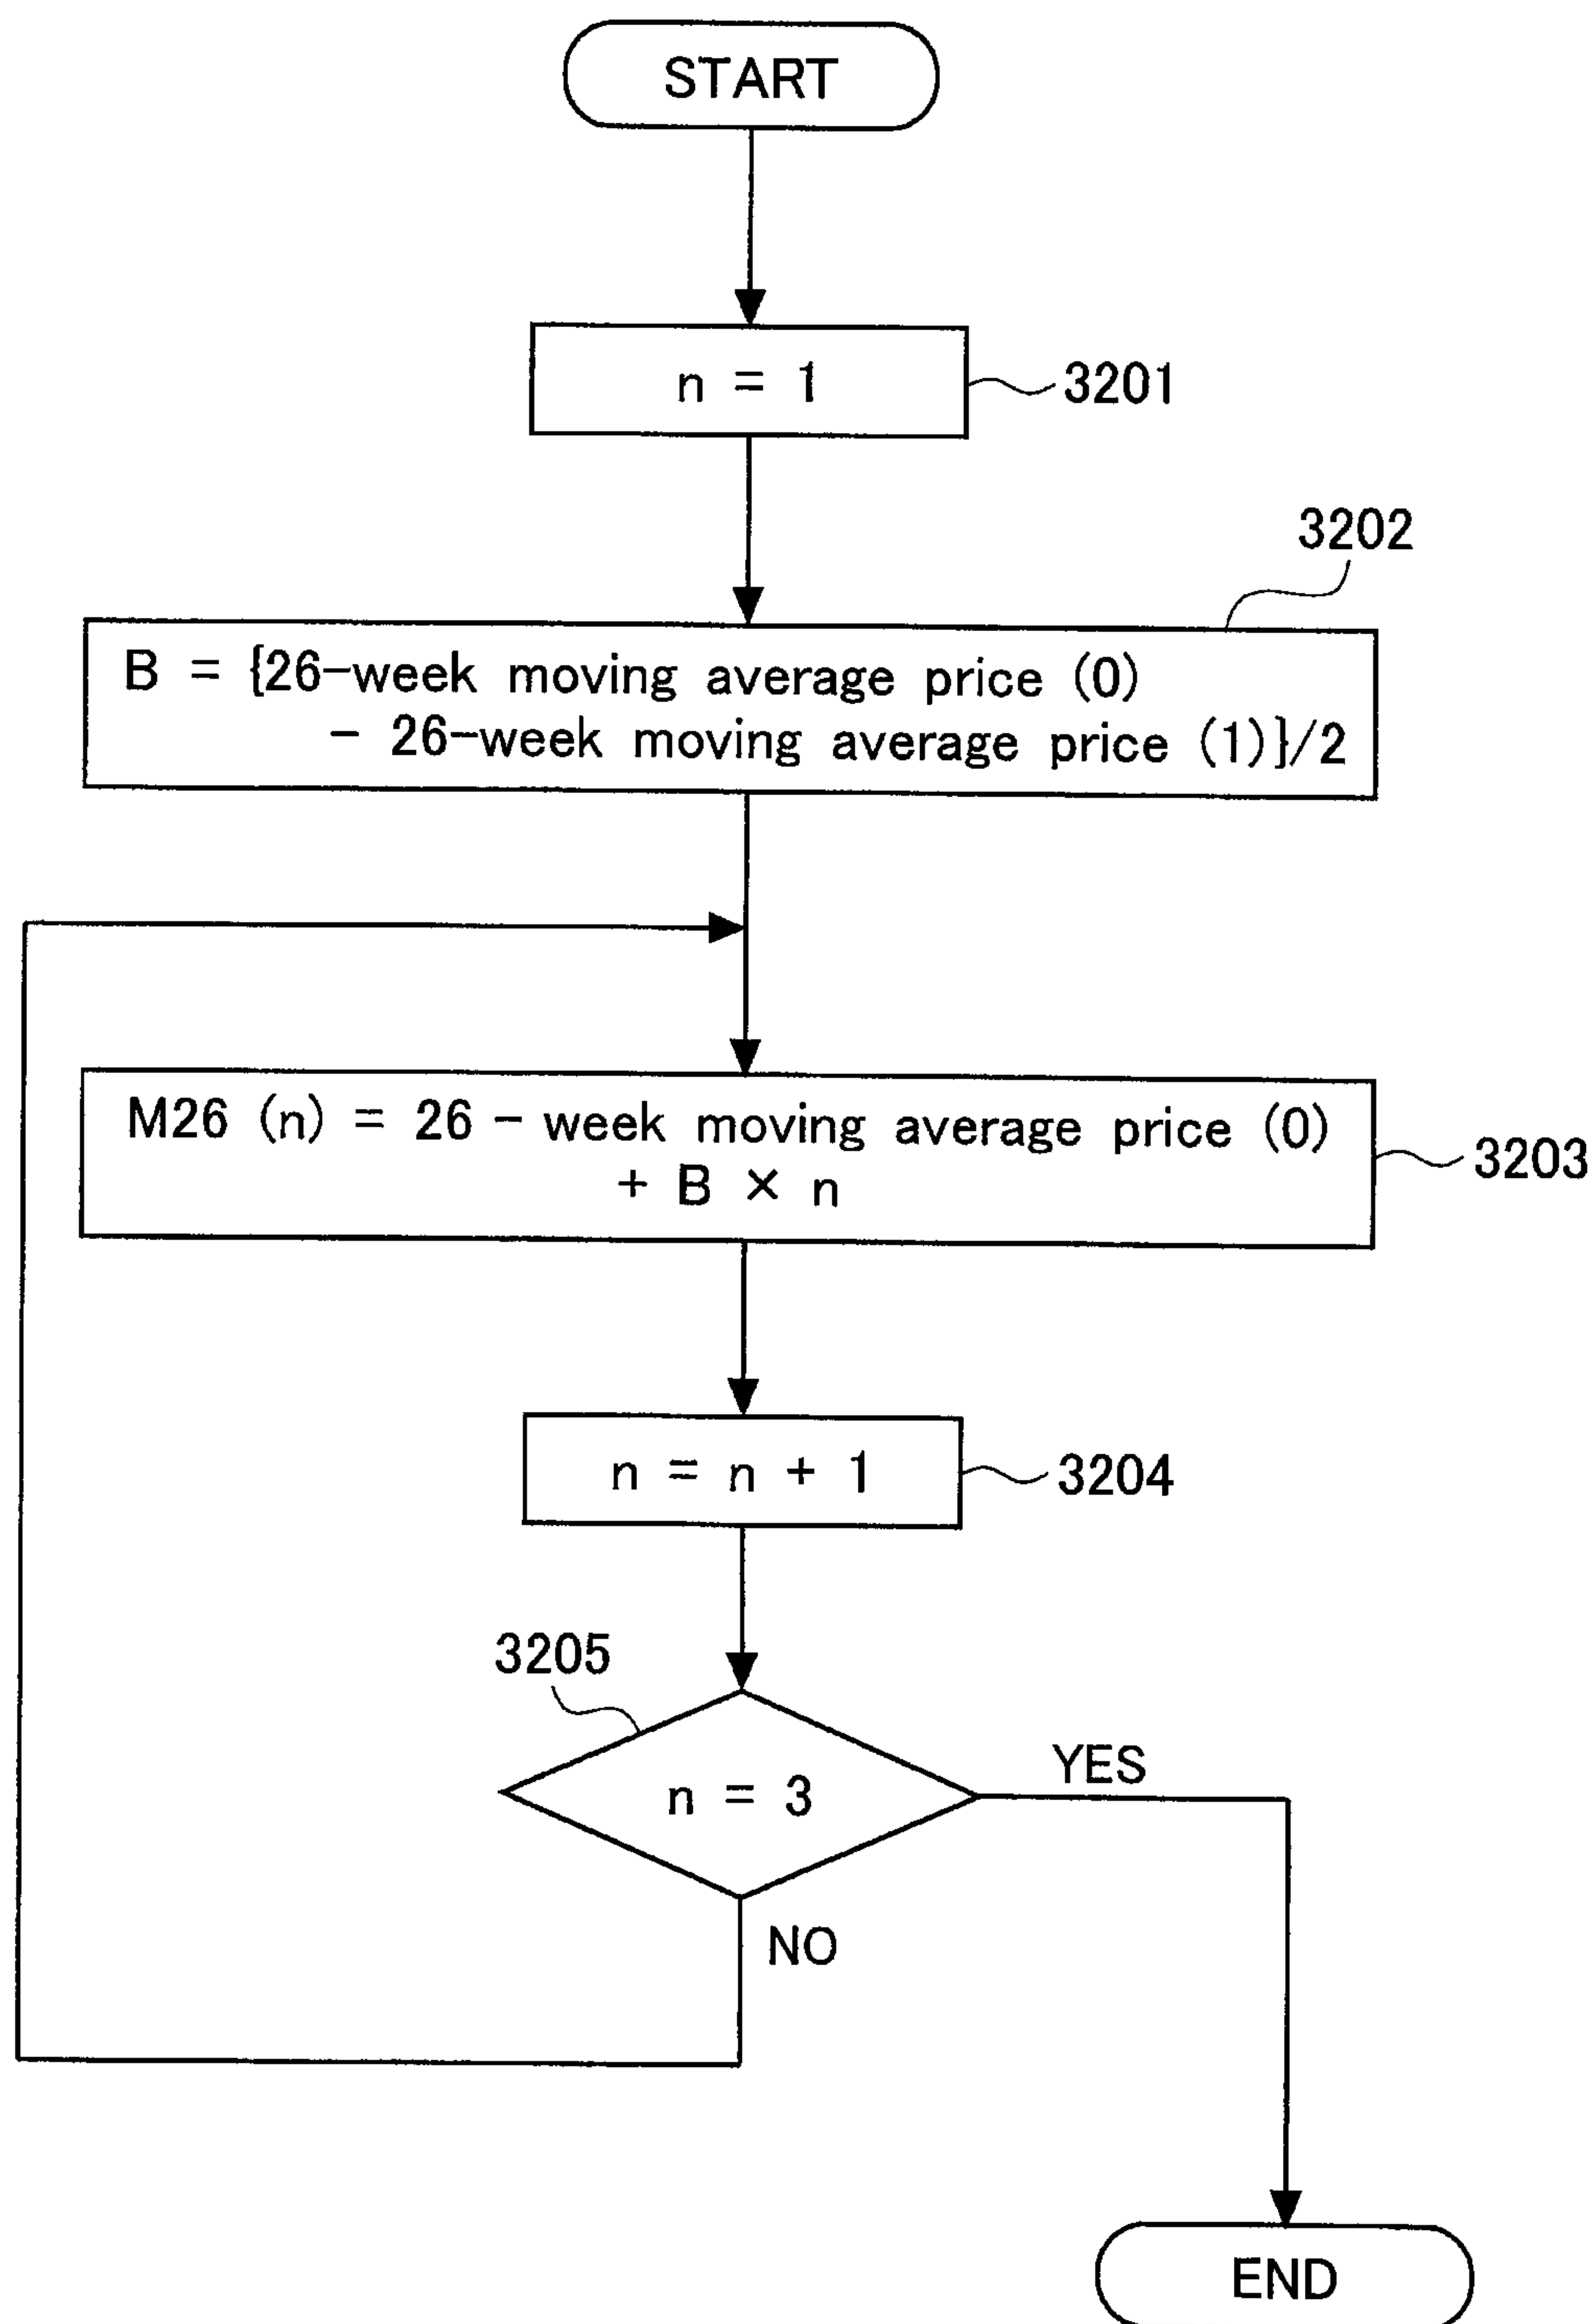 START
n = 1
3201
3202
B = {26-week moving average price (0)
- 26-week moving average price (1)}/2
M26 (n) = 26 - week moving average price (0)
+ B × n
3203
n = n + 1
3204
3205
n = 3
YES
NO
END